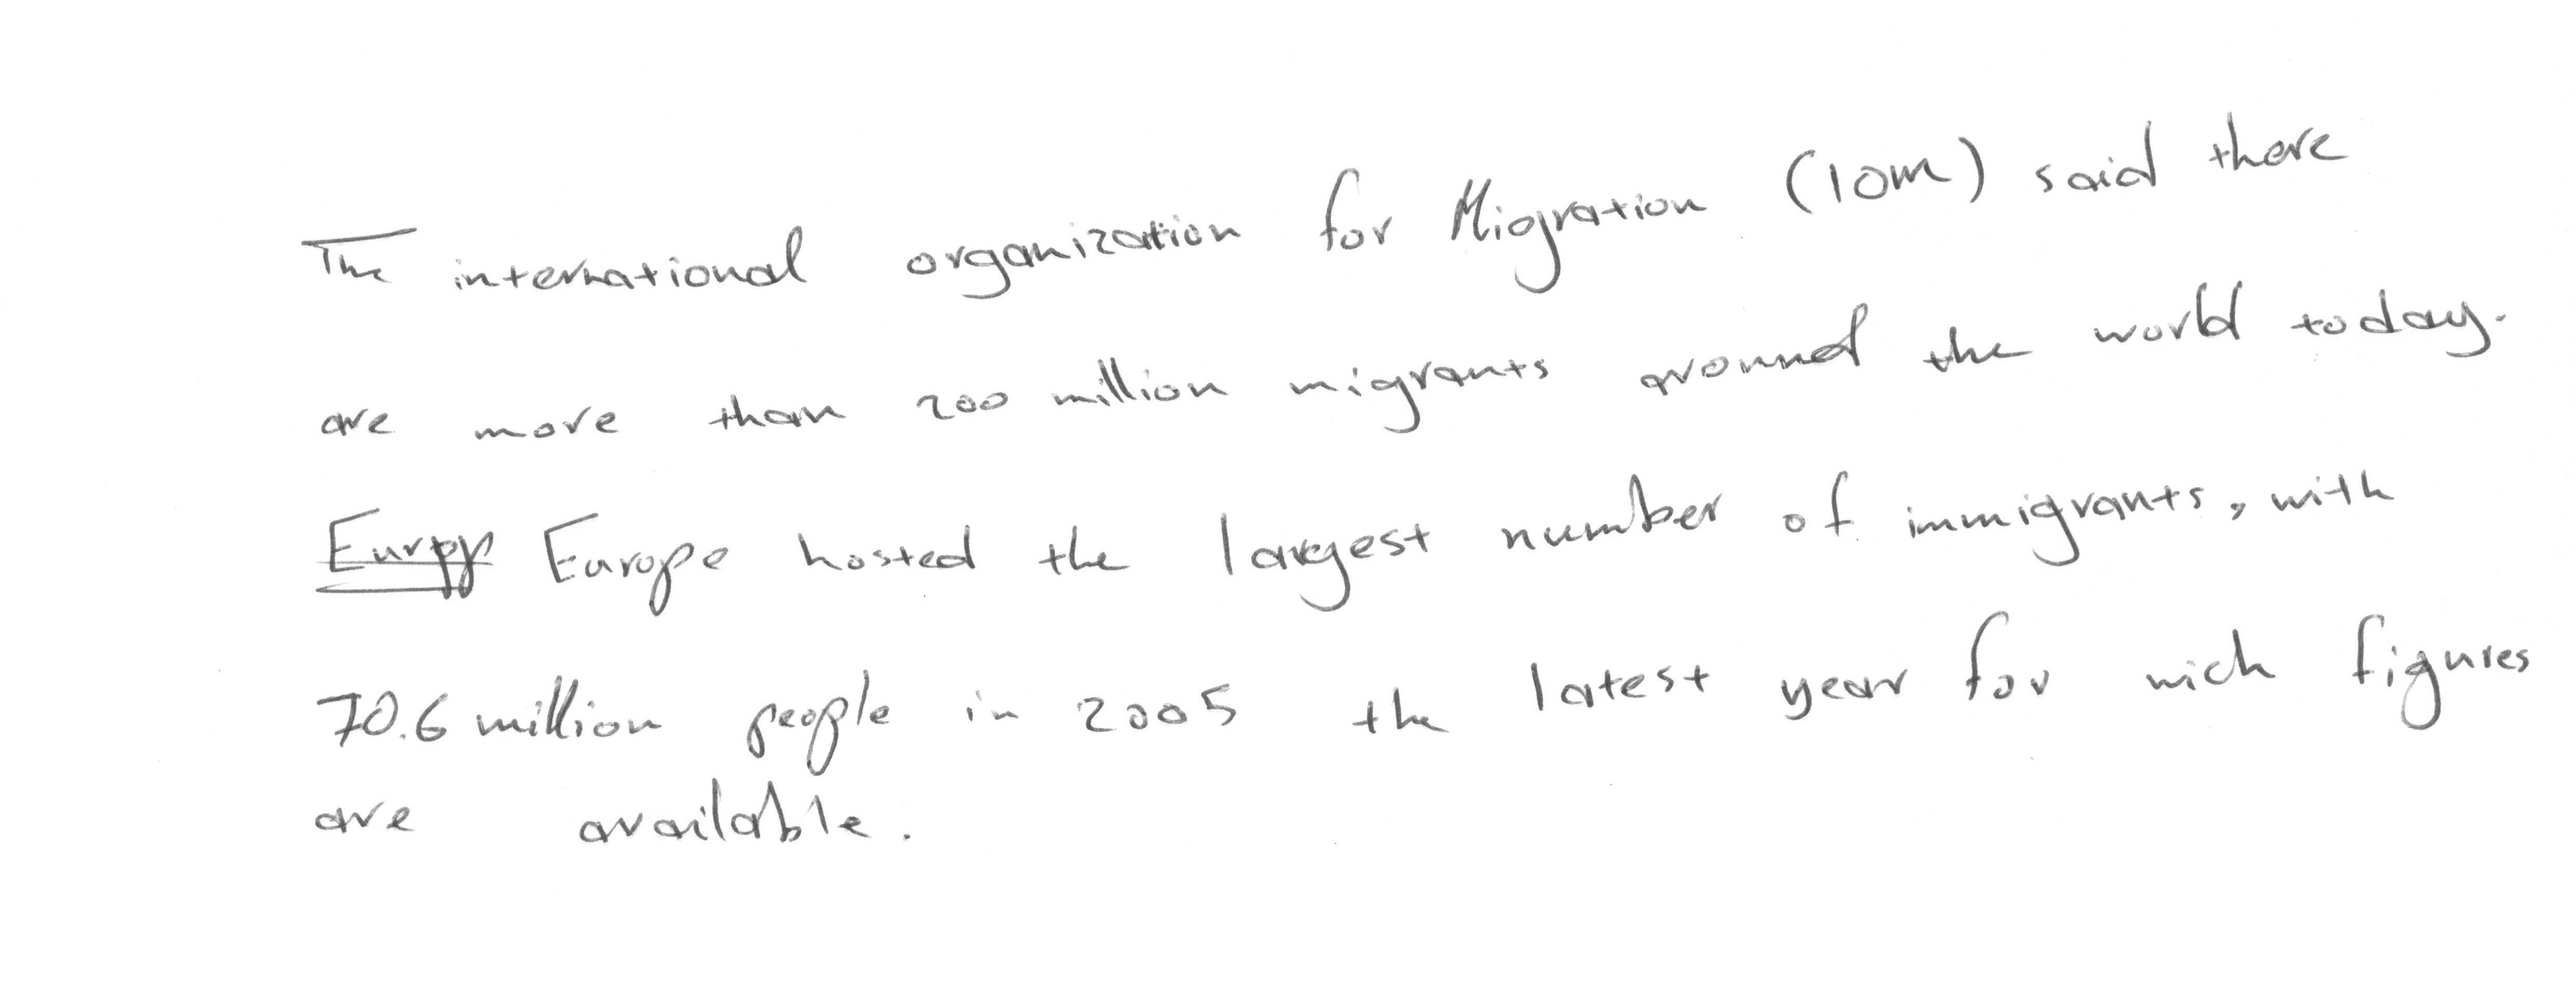 The international organization for Migration (IOM) said there
are more than 200 million migrants around the world today.
Europ Europe hosted the largest number of immigrants, with
70.6 million people in 2005 the latest year for wich figures
are available.